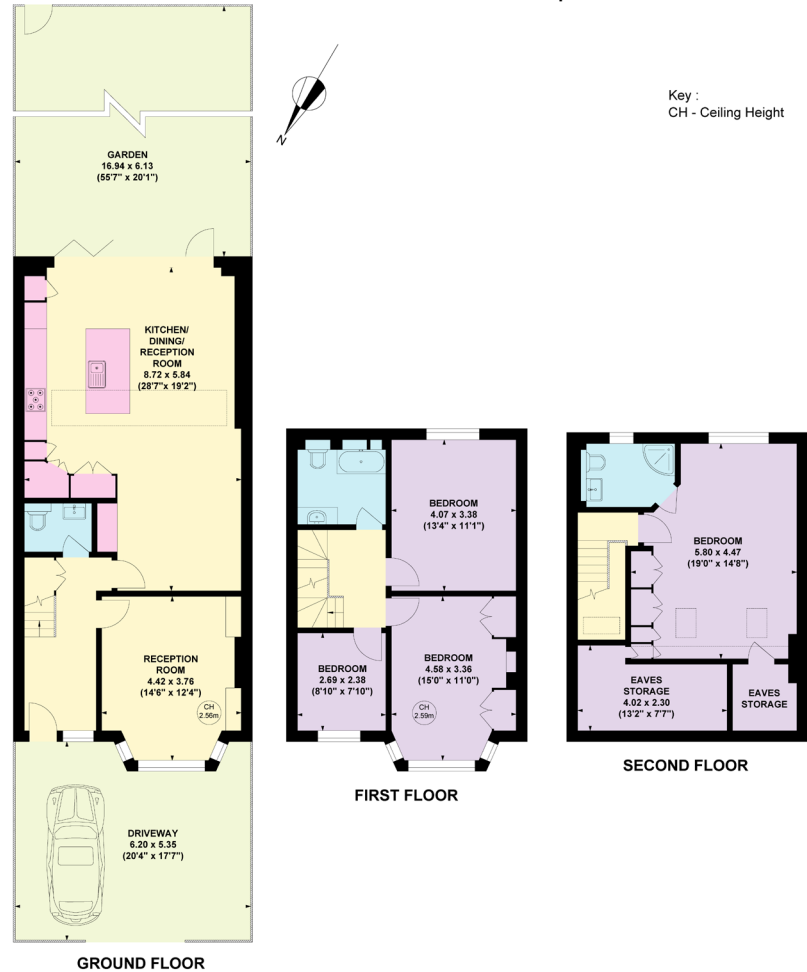 Key :
CH - Ceiling Height
N
GARDEN
16.94 x 6.13
(55'7" x 20'1")
KITCHEN/
DINING/
RECEPTION
ROOM
8.72 x 5.84
(28'7"x 19'2")
RECEPTION
ROOM
4.42 x 3.76
(14'6" x 12'4")
CH
2.56m
DRIVEWAY
6.20 x 5.35
(20'4" x 17'7")
GROUND FLOOR
BEDROOM
4.07 x 3.38
(13'4" x 11'1")
BEDROOM
2.69 x 2.38
(8'10" x 7'10")
BEDROOM
4.58 x 3.36
(15'0" x 11'0")
CH
2.59m
FIRST FLOOR
BEDROOM
5.80 x 4.47
(19'0" x 14'8")
EAVES
STORAGE
4.02 x 2.30
(13'2" x 7'7")
EAVES
STORAGE
SECOND FLOOR